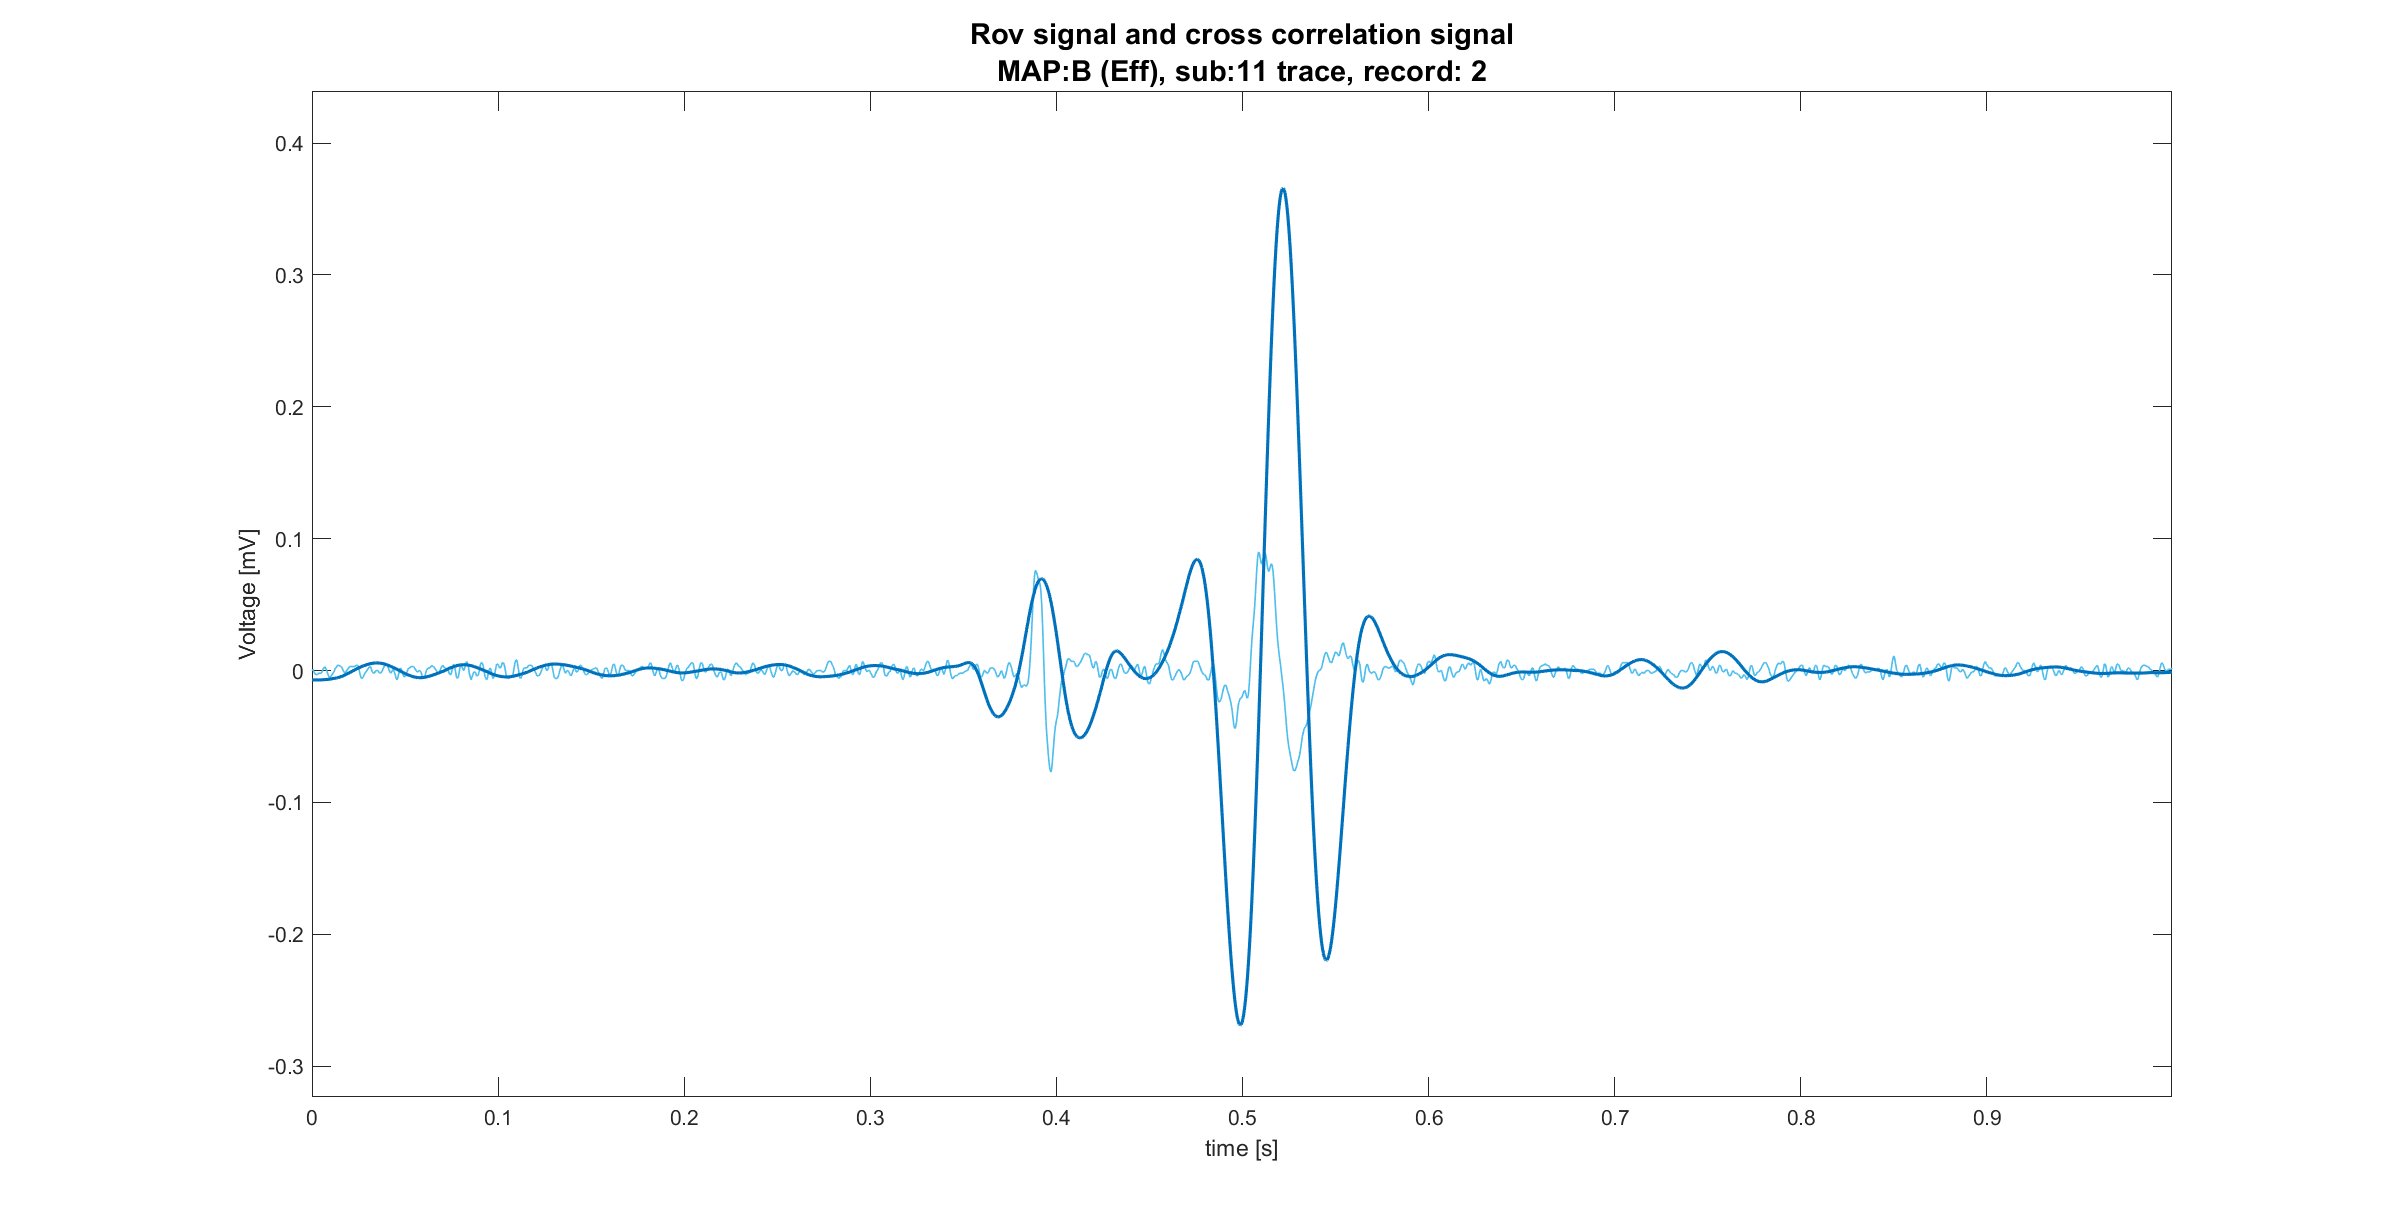 Rov signal and cross correlation signal
MAP:B (Eff), sub:11 trace, record: 2
0.4
0.3
0.2
0.1
0
-0.1
-0.2
-0.3
Voltage [mV]
0 0.1 0.2 0.3 0.4 0.5 0.6 0.7 0.8 0.9
time [s]